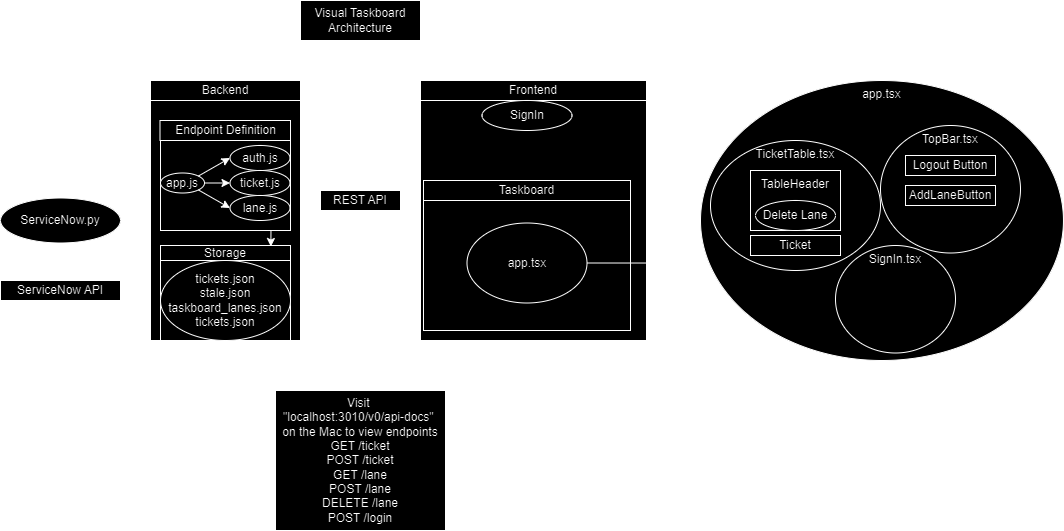 Visual Taskboard
Architecture
Backend
Endpoint Definition
auth.js
app.js
ticket.js
lane.js
Storage
tickets.json
stale.json
taskboard_lanes.json
tickets.json
ServiceNow.py
ServiceNow API
REST API
Frontend
SignIn
Taskboard
app.tsx
app.tsx
TicketTable.tsx
TableHeader
Delete Lane
Ticket
TopBar.tsx
Logout Button
AddLaneButton
SignIn.tsx
Visit
"localhost:3010/v0/api-docs"
on the Mac to view endpoints
GET /ticket
POST /ticket
GET /lane
POST /lane
DELETE /lane
POST /login